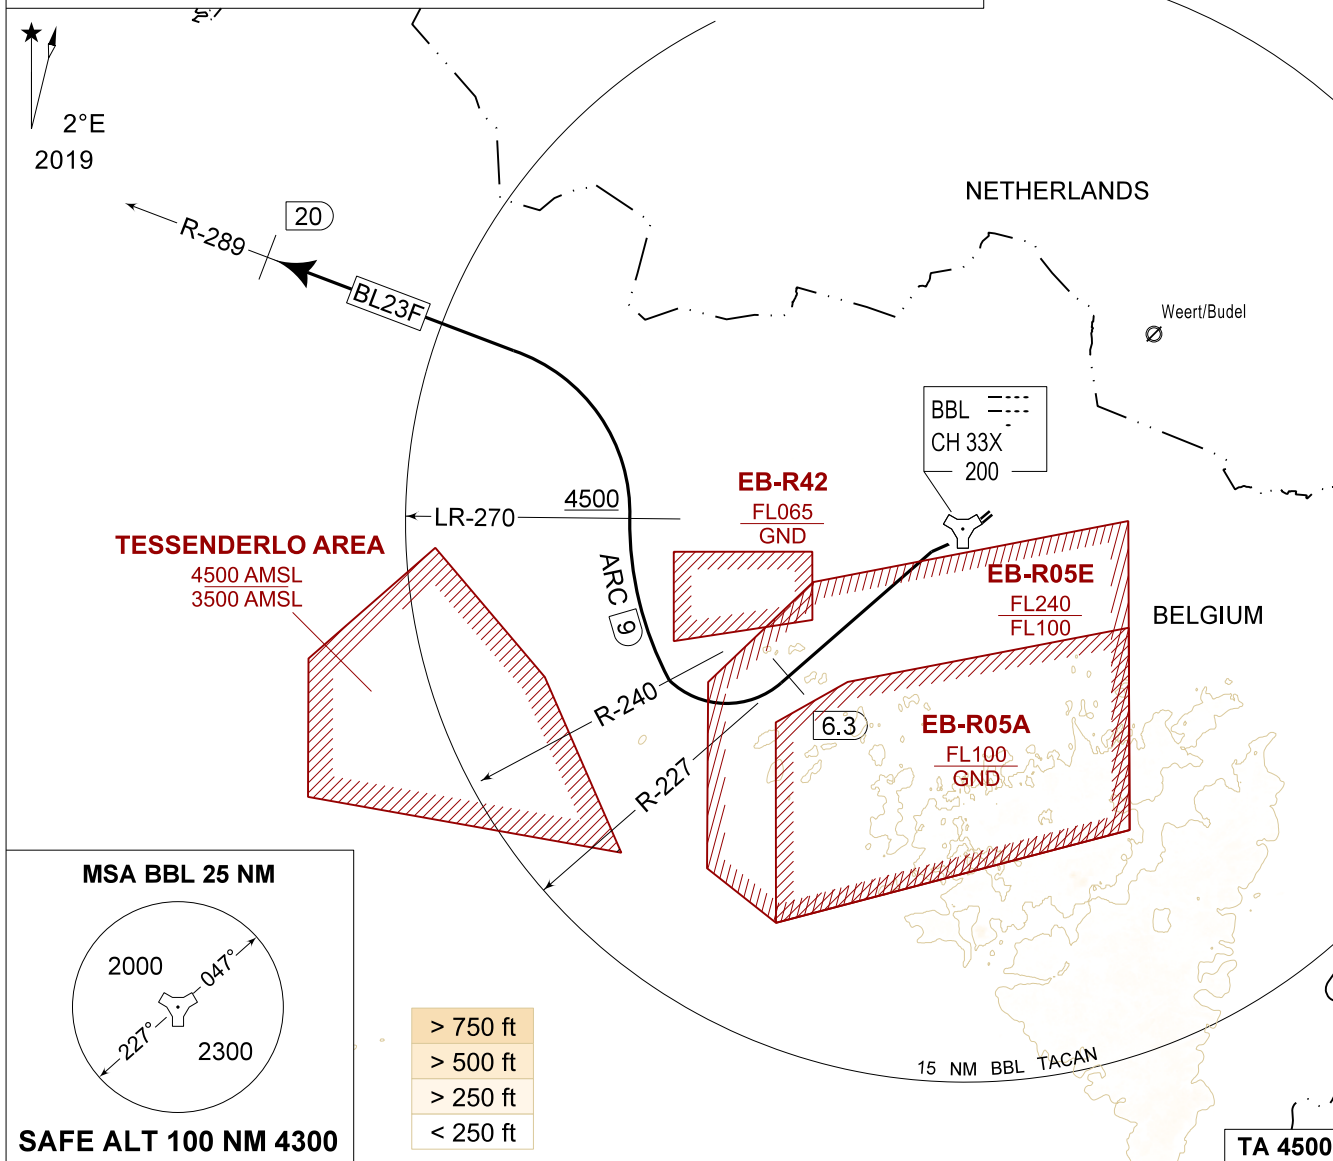 2°E
2019
NETHERLANDS
20
R-289
BL23F
Weert/Budel
BBL
CH 33X
200
EB-R42
FL065
GND
4500
LR-270
TESSENDERLO AREA
4500 AMSL
3500 AMSL
ARC 9
EB-R05E
FL240
FL100
BELGIUM
R-240
6.3
EB-R05A
FL100
GND
R-227
MSA BBL 25 NM
2000
047°
227°
2300
SAFE ALT 100 NM 4300
> 750 ft
> 500 ft
> 250 ft
< 250 ft
15 NM BBL TACAN
TA 4500